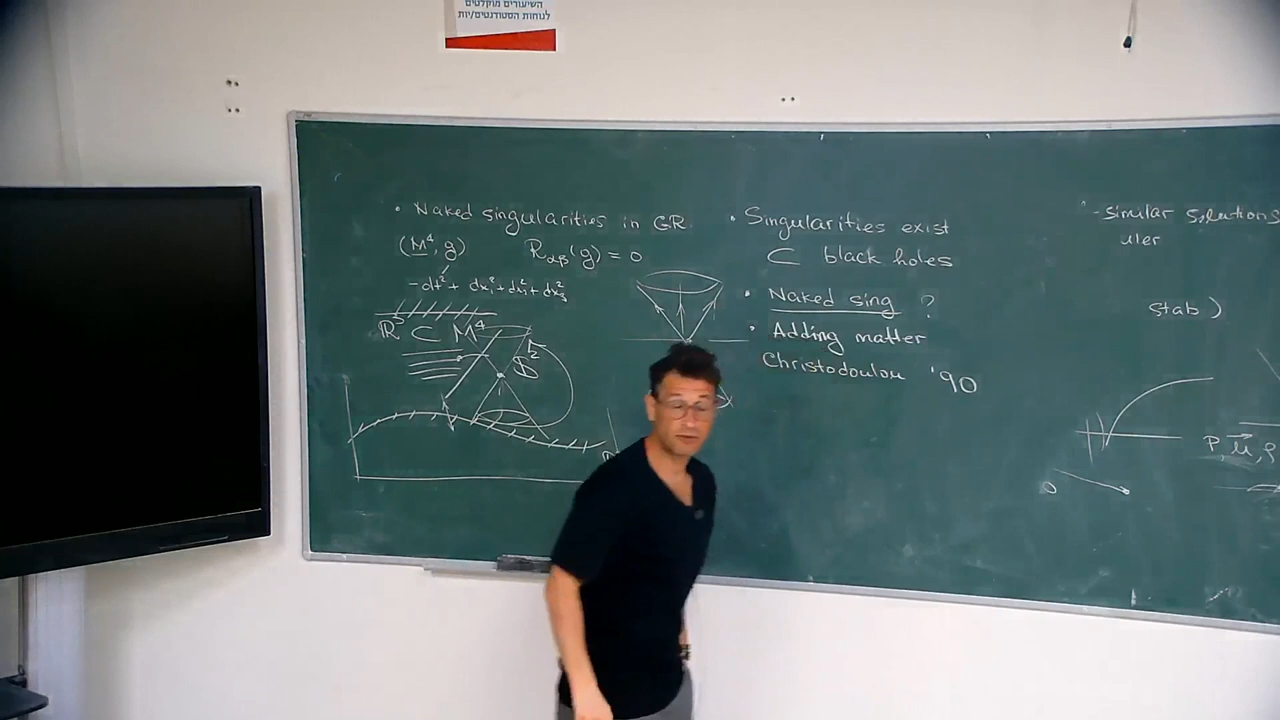 השיעורים מוקלטים
לנוחות הסטודנטים/יות
• Naked singularities in GR
(M⁴, g) R_αβ(g) = 0
-dt² + dx₁² + dx₂² + dx₃²
ℝ³ ⊂ M⁴
• Singularities exist
⊂ black holes
• Naked sing ?
• Adding matter
Christodoulou '90
-similar solutions
uler
stab)
P, u⃗, ρ